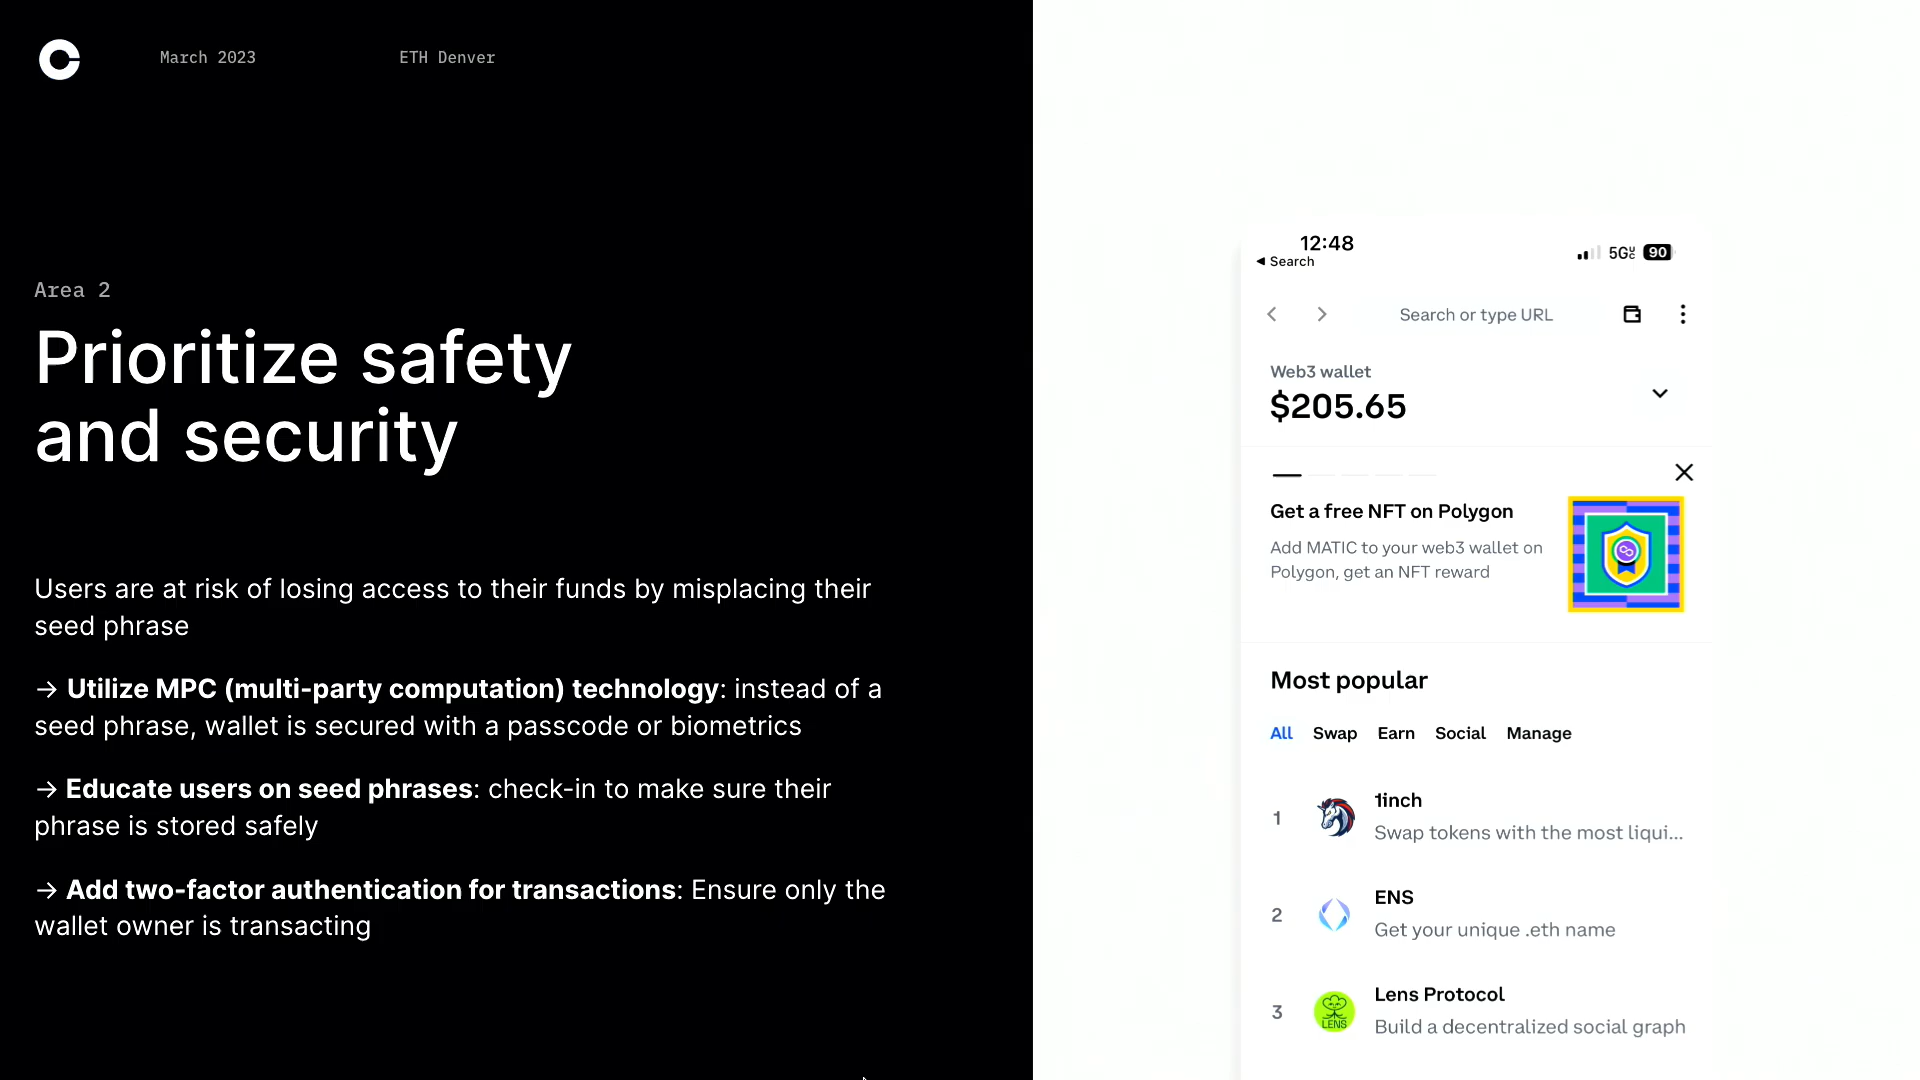 March 2023
ETH Denver
Area 2
Prioritize safety
and security
Users are at risk of losing access to their funds by misplacing their
seed phrase
→ Utilize MPC (multi-party computation) technology: instead of a
seed phrase, wallet is secured with a passcode or biometrics
→ Educate users on seed phrases: check-in to make sure their
phrase is stored safely
→ Add two-factor authentication for transactions: Ensure only the
wallet owner is transacting
12:48
◀ Search
5G UC 90
Search or type URL
Web3 wallet
$205.65
Get a free NFT on Polygon
Add MATIC to your web3 wallet on
Polygon, get an NFT reward
Most popular
All Swap Earn Social Manage
1
1inch
Swap tokens with the most liqui...
2
ENS
Get your unique .eth name
3
LENS
Lens Protocol
Build a decentralized social graph